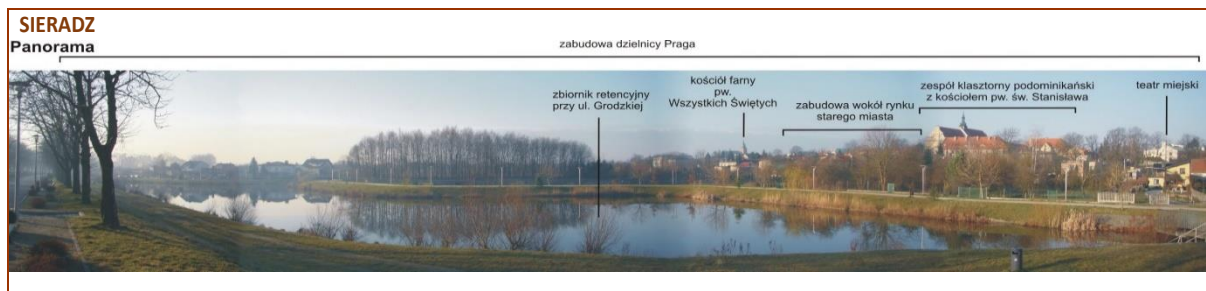 SIERADZ
Panorama
zabudowa dzielnicy Praga
zbiornik retencyjny
przy ul. Grodzkiej
kościół farny
pw.
Wszystkich Świętych
zabudowa wokół rynku
starego miasta
zespół klasztorny podominikański
z kościołem pw. św. Stanisława
teatr miejski